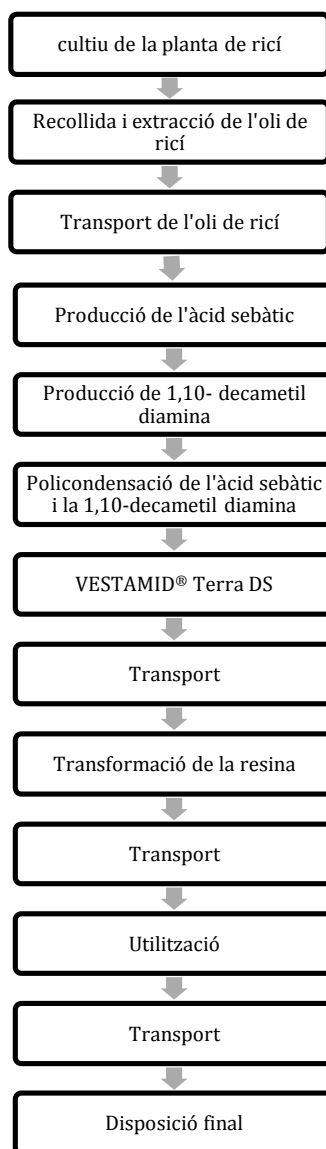 cultiu de la planta de ricí
Recollida i extracció de l'oli de
ricí
Transport de l'oli de ricí
Producció de l'àcid sebàtic
Producció de 1,10- decametil
diamina
Policondensació de l'àcid sebàtic
i la 1,10-decametil diamina
VESTAMID® Terra DS
Transport
Transformació de la resina
Transport
Utilització
Transport
Disposició final